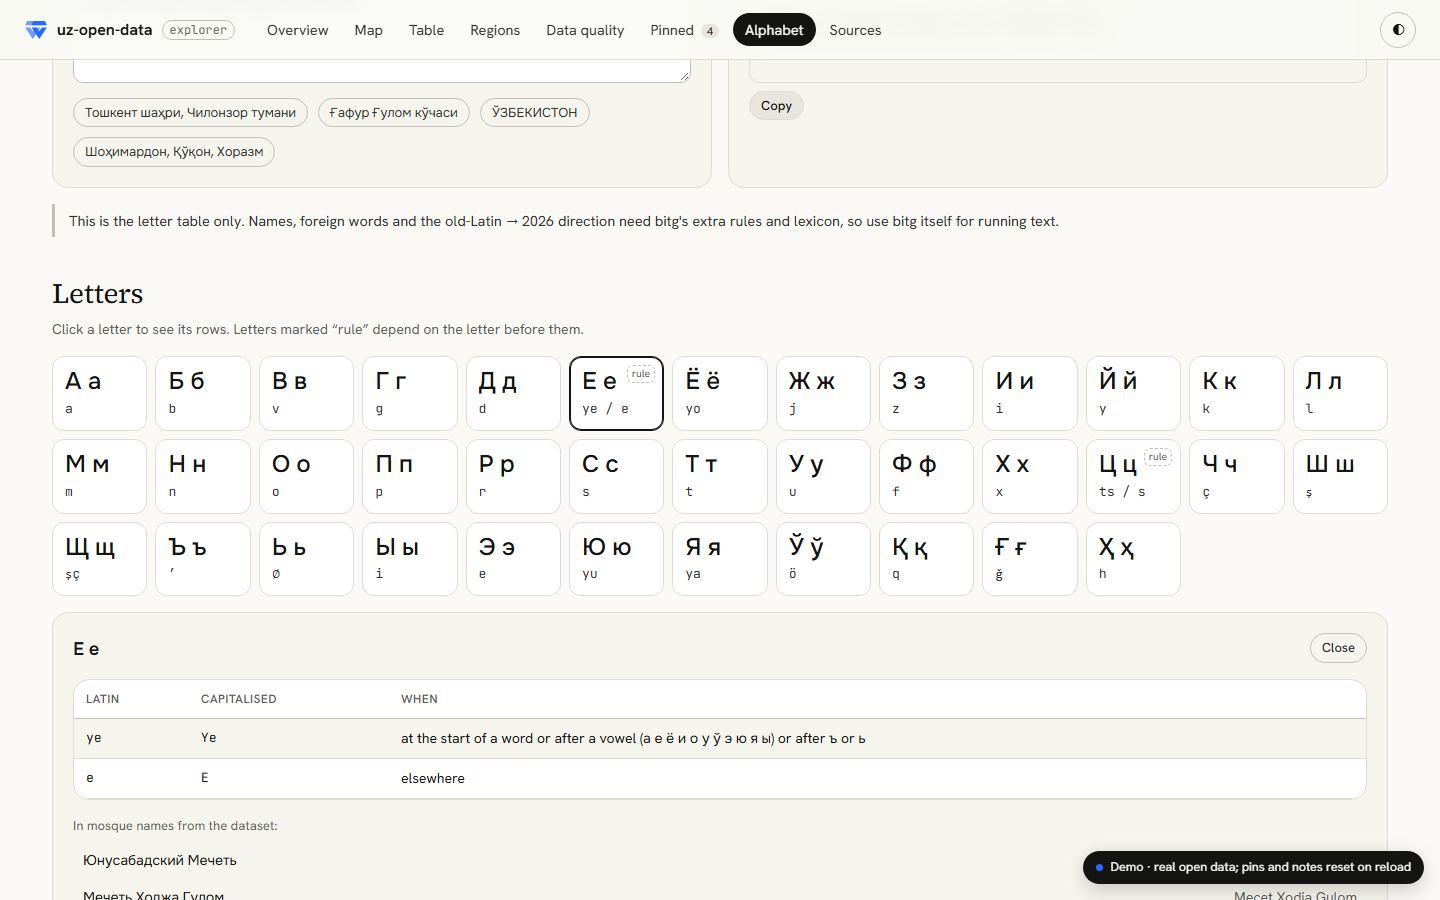 uz-open-data explorer Overview Map Table Regions Data quality Pinned 4 Alphabet Sources
Тошкент шаҳри, Чилонзор тумани Ғафур Ғулом кўчаси ЎЗБЕКИСТОН
Шоҳимардон, Қўқон, Хоразм
Copy
This is the letter table only. Names, foreign words and the old-Latin → 2026 direction need bitg's extra rules and lexicon, so use bitg itself for running text.
Letters
Click a letter to see its rows. Letters marked “rule” depend on the letter before them.
А а Б б В в Г г Д д Е е rule Ё ё Ж ж З з И и Й й К к Л л
a b v g d ye / e yo j z i y k l
М м Н н О о П п Р р С с Т т У у Ф ф Х х Ц ц rule Ч ч Ш ш
m n o p r s t u f x ts / s ç ş
Щ щ Ъ ъ Ь ь Ы ы Э э Ю ю Я я Ў ў Қ қ Ғ ғ Ҳ ҳ
şç ʼ Ø i e yu ya ö q ğ h
Е е Close
LATIN CAPITALISED WHEN
ye Ye at the start of a word or after a vowel (а е ё и о у ў э ю я ы) or after ъ or ь
e E elsewhere
In mosque names from the dataset:
Юнусабадский Мечеть
Мечеть Ходжа Гулом Meçet Xodja Gulom
Demo · real open data; pins and notes reset on reload